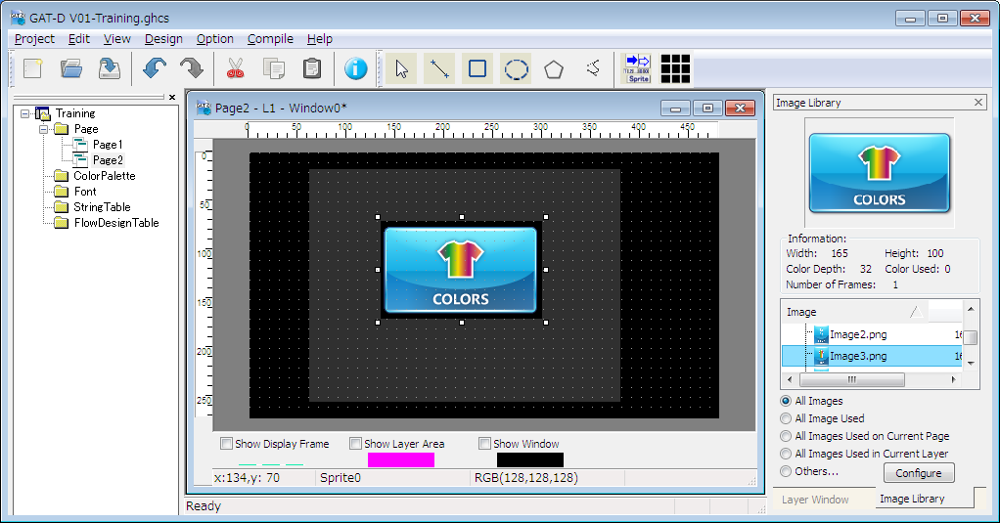 GAT-D V01-Training.ghcs
Project Edit View Design Option Compile Help
Sprite
Training
Page
Page1
Page2
ColorPalette
Font
StringTable
FlowDesignTable
Page2 - L1 - Window0*
0 50 100 150 200 250 300 350 400 450
0
50
100
150
200
250
COLORS
Show Display Frame Show Layer Area Show Window
x:134,y: 70 Sprite0 RGB(128,128,128)
Ready
Image Library
COLORS
Information:
Width: 165 Height: 100
Color Depth: 32 Color Used: 0
Number of Frames: 1
Image
Image2.png 16
Image3.png 16
All Images
All Image Used
All Images Used on Current Page
All Images Used in Current Layer
Others... Configure
Layer Window Image Library